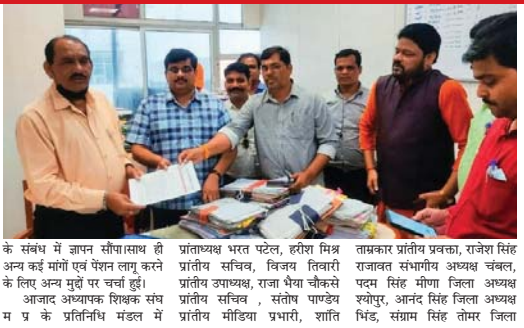 के संबंध में ज्ञापन सौंपा।साथ ही
अन्य कई मांगों एवं पेंशन लागू करने
के लिए अन्य मुद्दों पर चर्चा हुई।
आजाद अध्यापक शिक्षक संघ
म प्र के प्रतिनिधि मंडल में
प्रांताध्यक्ष भरत पटेल, हरीश मिश्र
प्रांतीय सचिव, विजय तिवारी
प्रांतीय उपाध्यक्ष, राजा भैया चौकसे
प्रांतीय सचिव , संतोष पाण्डेय
प्रांतीय मीडिया प्रभारी, शांति
ताम्रकार प्रांतीय प्रवक्ता, राजेश सिंह
राजावत संभागीय अध्यक्ष चंबल,
पदम सिंह मीणा जिला अध्यक्ष
श्योपुर, आनंद सिंह जिला अध्यक्ष
भिंड, संग्राम सिंह तोमर जिला